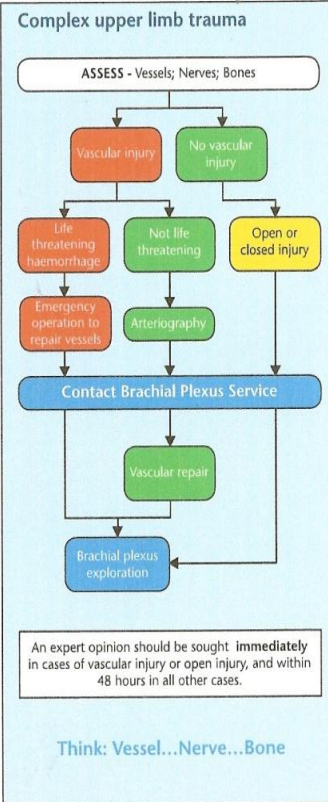 Complex upper limb trauma
ASSESS - Vessels; Nerves; Bones
Vascular injury
No vascular
injury
Life
threatening
haemorrhage
Not life
threatening
Open or
closed injury
Emergency
operation to
repair vessels
Arteriography
Contact Brachial Plexus Service
Vascular repair
Brachial plexus
exploration
An expert opinion should be sought immediately
in cases of vascular injury or open injury, and within
48 hours in all other cases.
Think: Vessel...Nerve...Bone